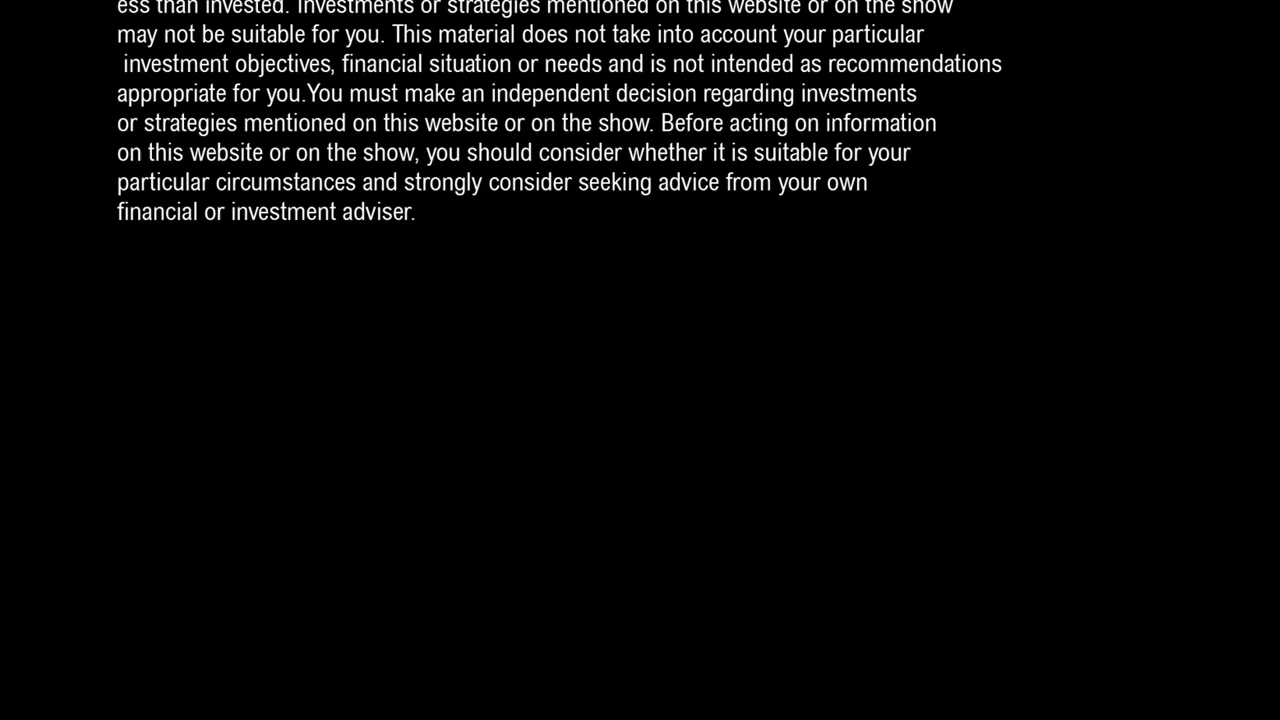 ess than invested. Investments or strategies mentioned on this website or on the show
may not be suitable for you. This material does not take into account your particular
investment objectives, financial situation or needs and is not intended as recommendations
appropriate for you.You must make an independent decision regarding investments
or strategies mentioned on this website or on the show. Before acting on information
on this website or on the show, you should consider whether it is suitable for your
particular circumstances and strongly consider seeking advice from your own
financial or investment adviser.